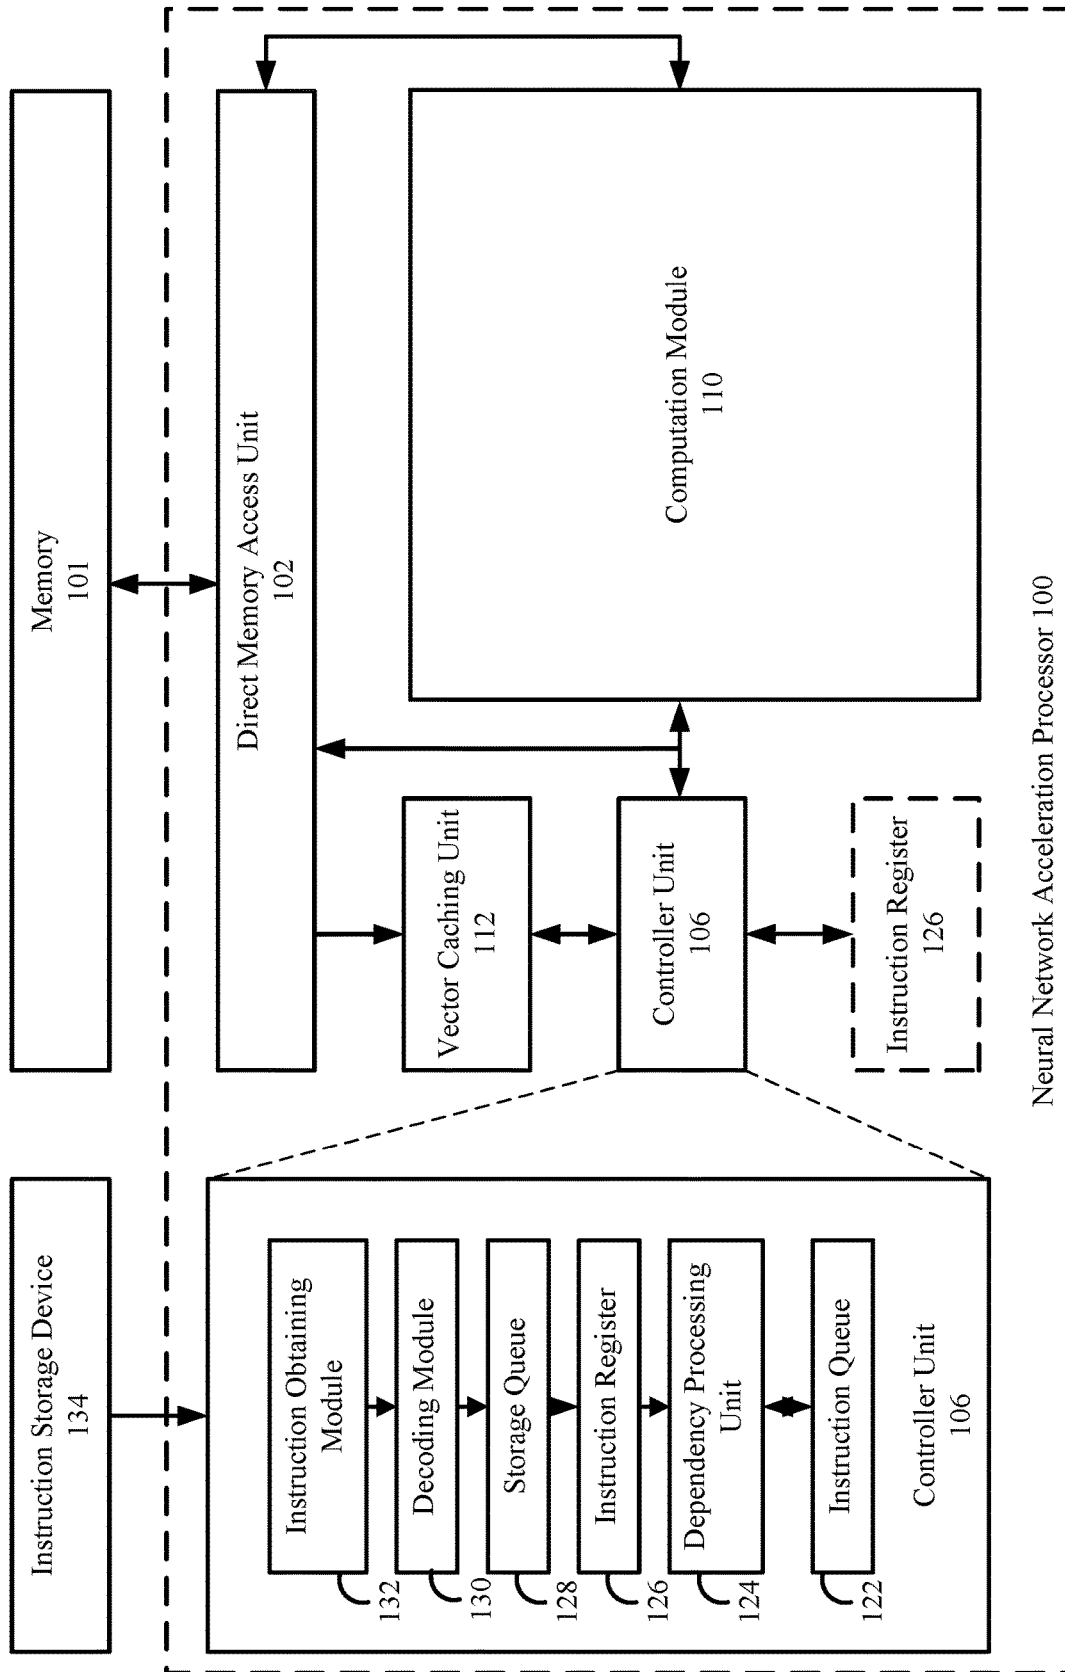 Instruction Storage Device
134
Memory
101
Direct Memory Access Unit
102
Instruction Obtaining
Module
132
Decoding Module
130
Storage Queue
128
Instruction Register
126
Dependency Processing
Unit
124
Instruction Queue
122
Controller Unit
106
Vector Caching Unit
112
Controller Unit
106
Instruction Register
126
Computation Module
110
Neural Network Acceleration Processor 100